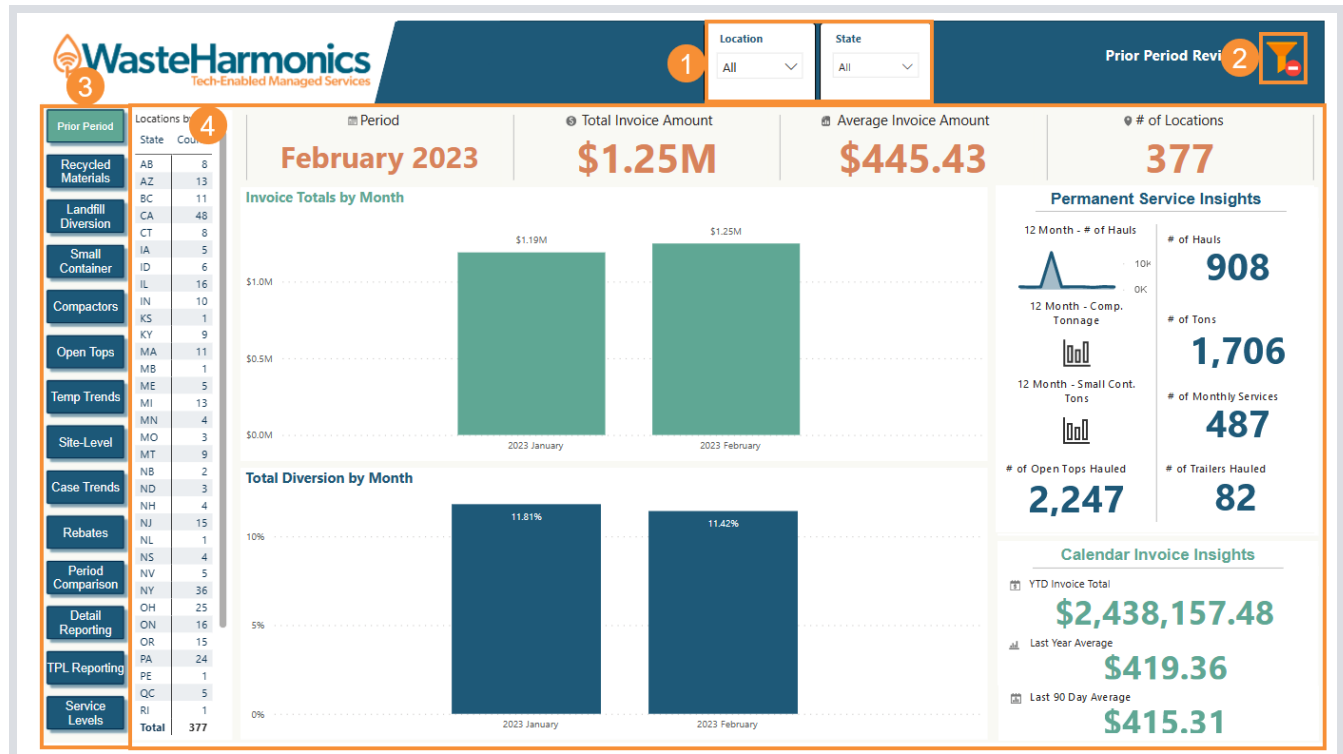 WasteHarmonics
Tech-Enabled Managed Services
1
Location
All
State
All
Prior Period Revi
2
3
4
Prior Period
Recycled
Materials
Landfill
Diversion
Small
Container
Compactors
Open Tops
Temp Trends
Site-Level
Case Trends
Rebates
Period
Comparison
Detail
Reporting
TPL Reporting
Service
Levels
Locations by
State Cou
AB 8
AZ 13
BC 11
CA 48
CT 8
IA 5
ID 6
IL 16
IN 10
KS 1
KY 9
MA 11
MB 1
ME 5
MI 13
MN 4
MO 3
MT 9
NB 2
ND 3
NH 4
NJ 15
NL 1
NS 4
NV 5
NY 36
OH 25
ON 16
OR 15
PA 24
PE 1
QC 5
RI 1
Total 377
Period
February 2023
Total Invoice Amount
$1.25M
Average Invoice Amount
$445.43
# of Locations
377
Invoice Totals by Month
$1.19M
$1.25M
$1.0M
$0.5M
$0.0M
2023 January
2023 February
Total Diversion by Month
11.81%
11.42%
10%
5%
0%
2023 January
2023 February
Permanent Service Insights
12 Month - # of Hauls
10K
0K
# of Hauls
908
12 Month - Comp.
Tonnage
# of Tons
1,706
12 Month - Small Cont.
Tons
# of Monthly Services
487
# of Open Tops Hauled
2,247
# of Trailers Hauled
82
Calendar Invoice Insights
YTD Invoice Total
$2,438,157.48
Last Year Average
$419.36
Last 90 Day Average
$415.31